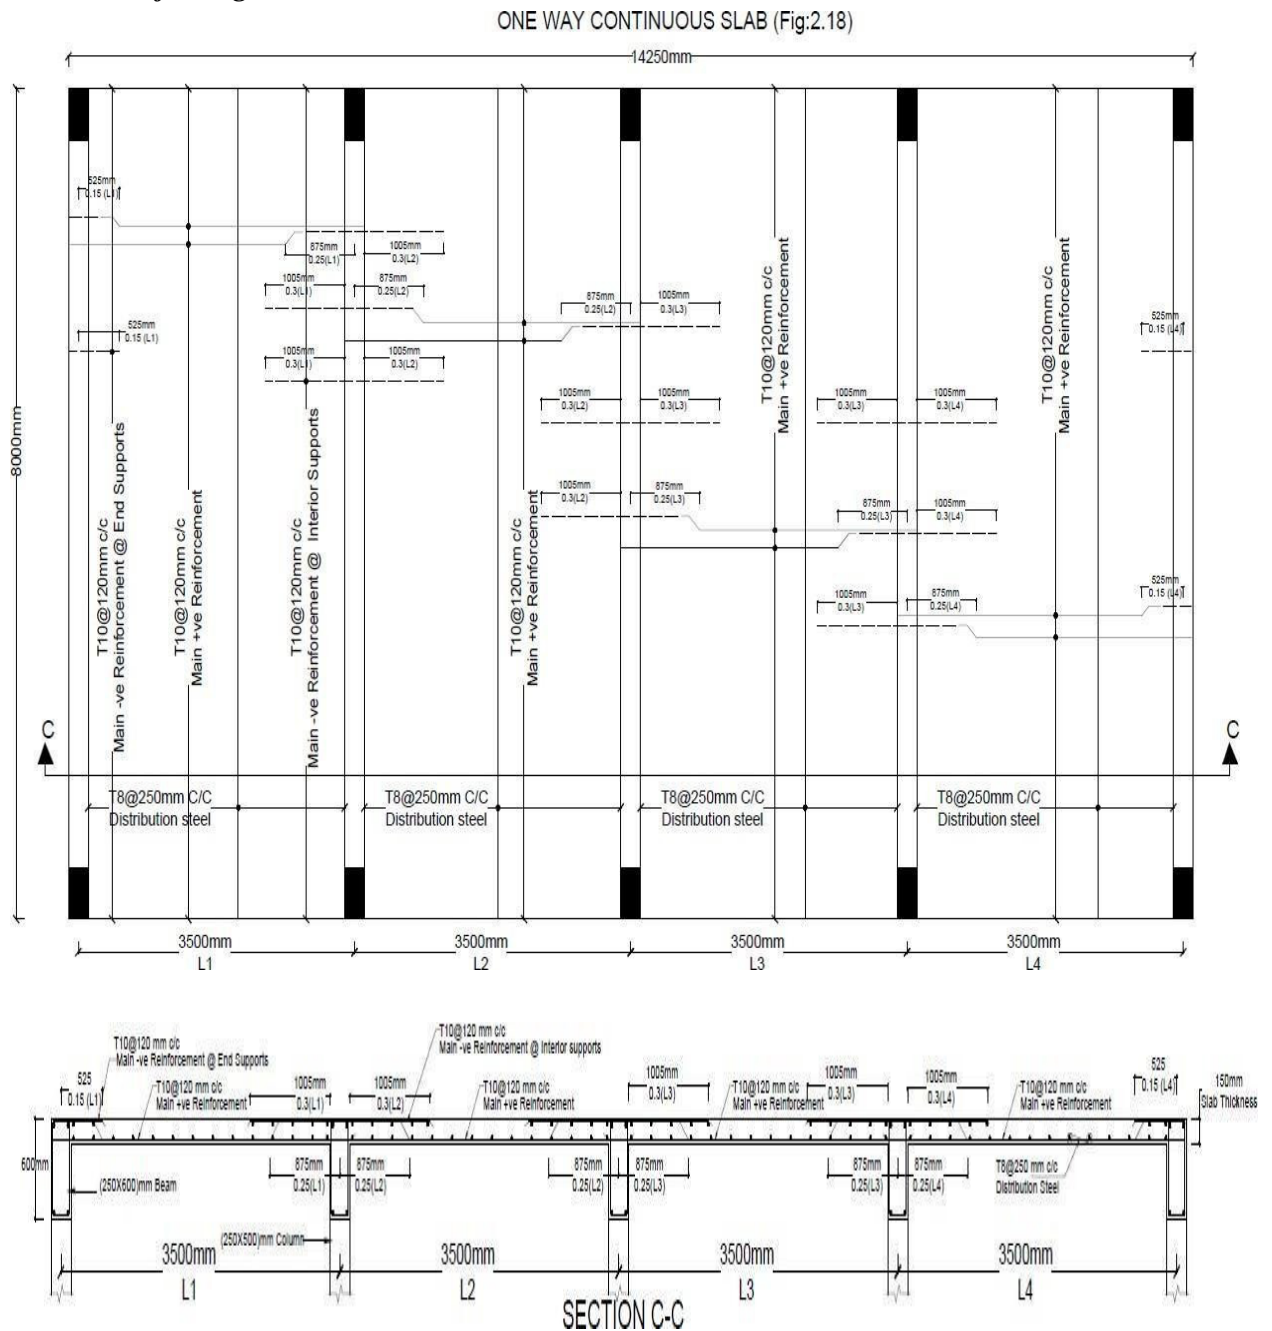 ONE WAY CONTINUOUS SLAB (Fig:2.18)
14250mm
525mm
0.15 (L1)
875mm
0.25(L1)
1005mm
0.3(L2)
1005mm
0.3(L1)
875mm
0.25(L2)
875mm
0.25(L2)
1005mm
0.3(L3)
525mm
0.15 (L1)
525mm
0.15 (L4)
1005mm
0.3(L1)
1005mm
0.3(L2)
1005mm
0.3(L2)
1005mm
0.3(L3)
1005mm
0.3(L3)
1005mm
0.3(L4)
1005mm
0.3(L2)
875mm
0.25(L3)
875mm
0.25(L3)
1005mm
0.3(L4)
1005mm
0.3(L3)
875mm
0.25(L4)
525mm
0.15 (L4)
8000mm
T10@120mm c/c
Main -ve Reinforcement @ End Supports
T10@120mm c/c
Main +ve Reinforcement
T10@120mm c/c
Main -ve Reinforcement @ Interior Supports
T10@120mm c/c
Main +ve Reinforcement
T10@120mm c/c
Main +ve Reinforcement
T10@120mm c/c
Main +ve Reinforcement
C
C
T8@250mm C/C
Distribution steel
T8@250mm C/C
Distribution steel
T8@250mm C/C
Distribution steel
T8@250mm C/C
Distribution steel
3500mm
L1
3500mm
L2
3500mm
L3
3500mm
L4
T10@120 mm c/c
Main -ve Reinforcement @ End Supports
T10@120 mm c/c
Main -ve Reinforcement @ Interior supports
525
0.15 (L1)
T10@120 mm c/c
Main +ve Reinforcement
1005mm
0.3(L1)
1005mm
0.3(L2)
T10@120 mm c/c
Main +ve Reinforcement
1005mm
0.3(L3)
T10@120 mm c/c
Main +ve Reinforcement
1005mm
0.3(L3)
1005mm
0.3(L4)
T10@120 mm c/c
Main +ve Reinforcement
525
0.15 (L4)
150mm
Slab Thickness
600mm
875mm
0.25(L1)
875mm
0.25(L2)
875mm
0.25(L2)
875mm
0.25(L3)
875mm
0.25(L3)
875mm
0.25(L4)
T8@250 mm c/c
Distribution Steel
(250X600)mm Beam
(250X500)mm Column
3500mm
L1
3500mm
L2
3500mm
L3
3500mm
L4
SECTION C-C